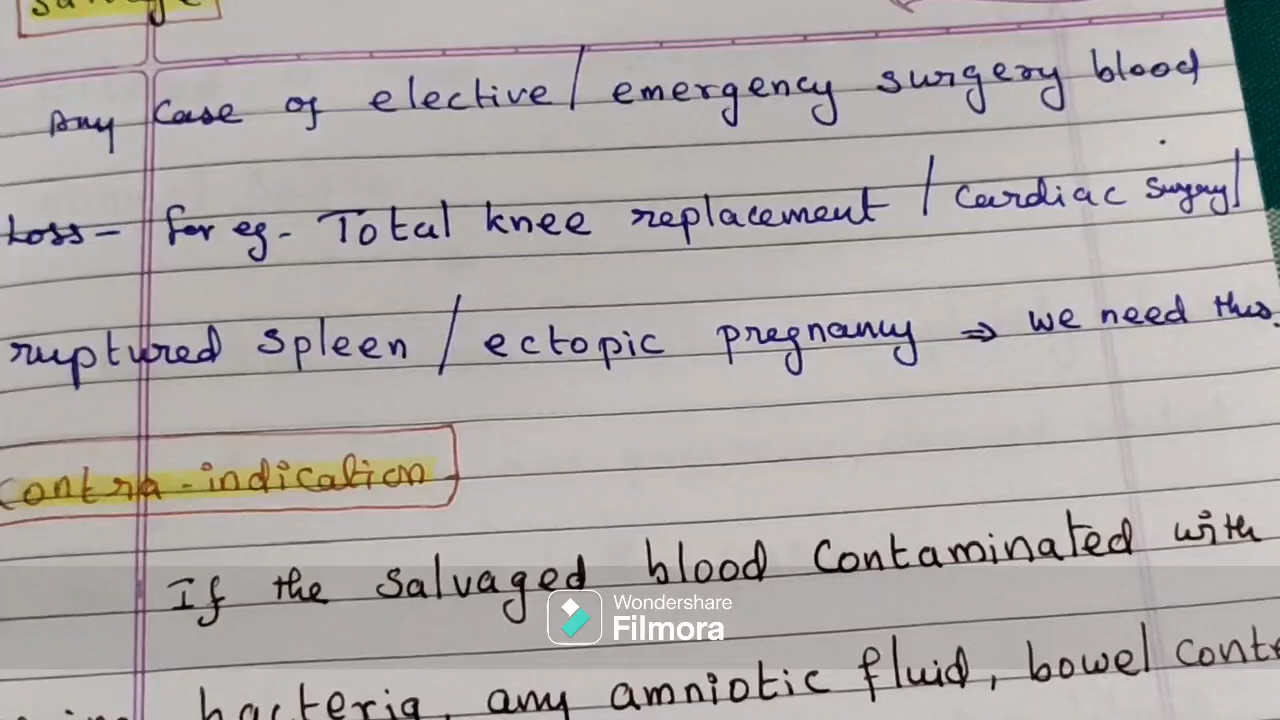 Any Case of elective / emergency surgery blood
Loss - for eg. Total knee replacement / Cardiac surgery /
ruptured Spleen / ectopic pregnancy ⇒ we need this.
Contra-indication
If the Salvaged blood Contaminated with
Wondershare
Filmora
bacteria, any amniotic fluid, bowel cont